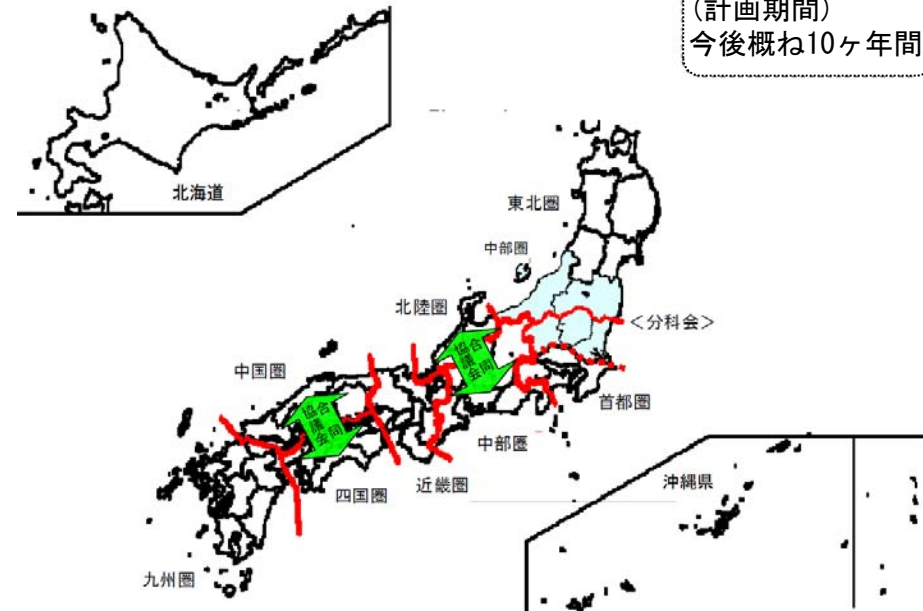 (計画期間)
今後概ね10ヶ年間
北海道
東北圏
中部圏
北陸圏
<分科会>
協議会
合同
中国圏
首都圏
協議会
合同
中部圏
四国圏
近畿圏
沖縄県
九州圏